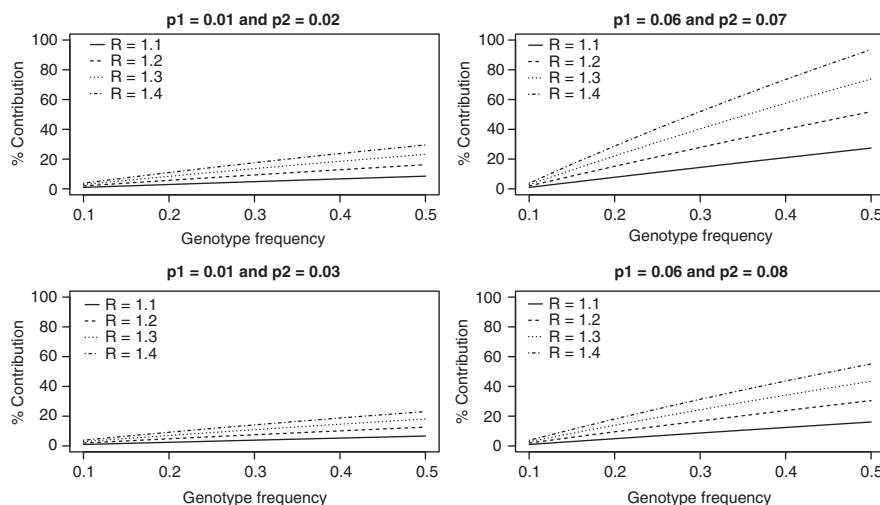 p1 = 0.01 and p2 = 0.02
100
80
60
40
20
0
% Contribution
R = 1.1
R = 1.2
R = 1.3
R = 1.4
0.1 0.2 0.3 0.4 0.5
Genotype frequency
p1 = 0.06 and p2 = 0.07
100
80
60
40
20
0
% Contribution
R = 1.1
R = 1.2
R = 1.3
R = 1.4
0.1 0.2 0.3 0.4 0.5
Genotype frequency
p1 = 0.01 and p2 = 0.03
100
80
60
40
20
0
% Contribution
R = 1.1
R = 1.2
R = 1.3
R = 1.4
0.1 0.2 0.3 0.4 0.5
Genotype frequency
p1 = 0.06 and p2 = 0.08
100
80
60
40
20
0
% Contribution
R = 1.1
R = 1.2
R = 1.3
R = 1.4
0.1 0.2 0.3 0.4 0.5
Genotype frequency